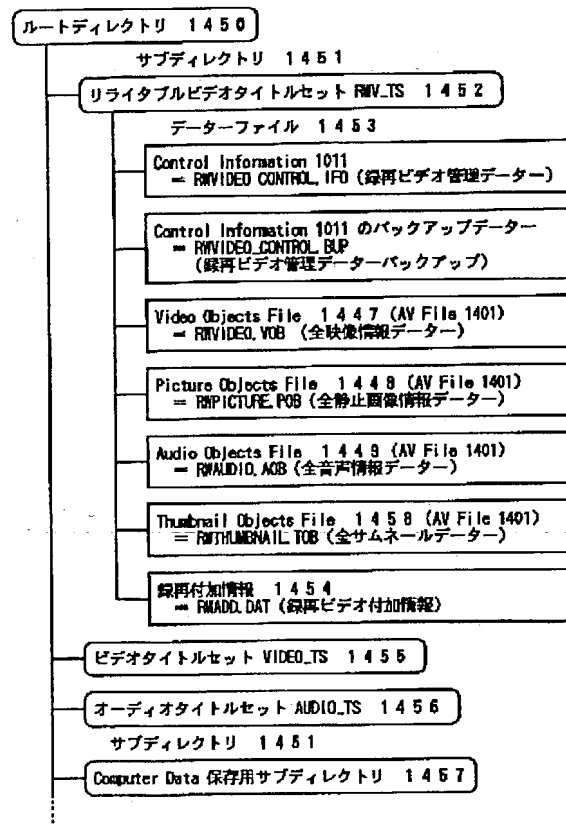 ルートディレクトリ 1450
サブディレクトリ 1451
リライタブルビデオタイトルセット RWV_TS 1452
データーファイル 1453
Control Information 1011
= RWVIDEO_CONTROL.IFO (録再ビデオ管理データー)
Control Information 1011 のバックアップデーター
= RWVIDEO_CONTROL.BUP
(録再ビデオ管理データーバックアップ)
Video Objects File 1447 (AV File 1401)
= RWVIDEO.VOB (全映像情報データー)
Picture Objects File 1448 (AV File 1401)
= RWPICTURE.POB (全静止画像情報データー)
Audio Objects File 1449 (AV File 1401)
= RWAUDIO.AOB (全音声情報データー)
Thumbnail Objects File 1458 (AV File 1401)
= RWTHUMBNAIL.TOB (全サムネールデーター)
録再付加情報 1454
= RWADD.DAT (録再ビデオ付加情報)
ビデオタイトルセット VIDEO_TS 1455
オーディオタイトルセット AUDIO_TS 1456
サブディレクトリ 1451
Computer Data 保存用サブディレクトリ 1457